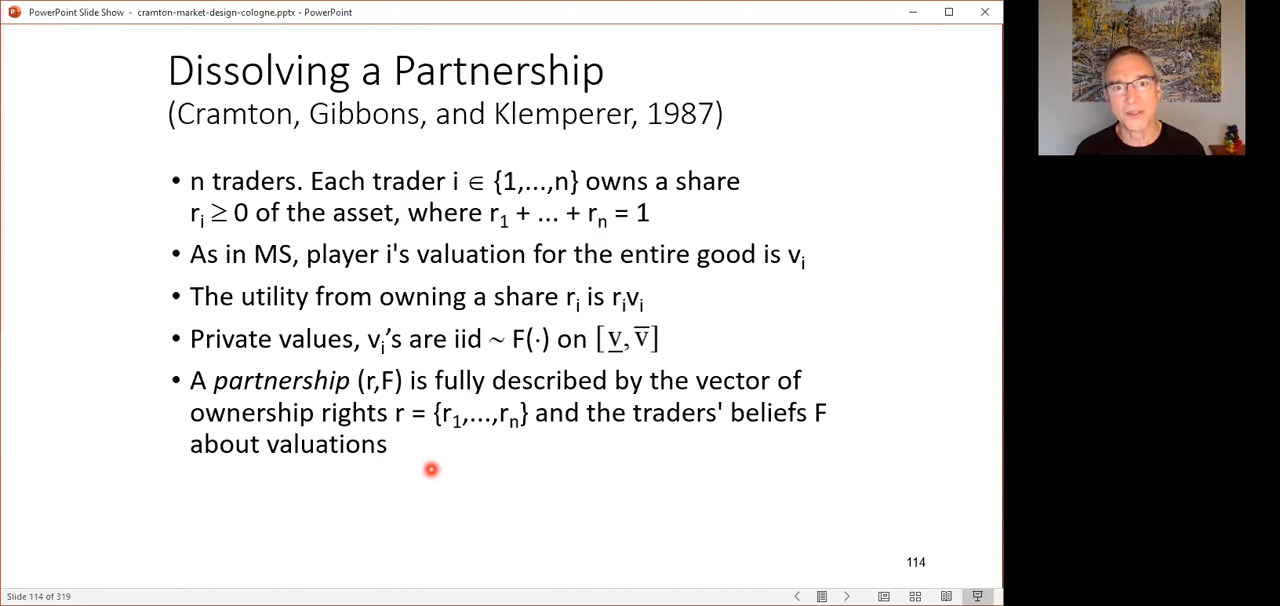 PowerPoint Slide Show - cramton-market-design-cologne.pptx - PowerPoint
Dissolving a Partnership
(Cramton, Gibbons, and Klemperer, 1987)
• n traders. Each trader i ∈ {1,...,n} owns a share
rᵢ ≥ 0 of the asset, where r₁ + ... + rₙ = 1
• As in MS, player i's valuation for the entire good is vᵢ
• The utility from owning a share rᵢ is rᵢvᵢ
• Private values, vᵢ’s are iid ~ F(·) on [v̲, v̅]
• A partnership (r,F) is fully described by the vector of
ownership rights r = {r₁,...,rₙ} and the traders' beliefs F
about valuations
114
Slide 114 of 319